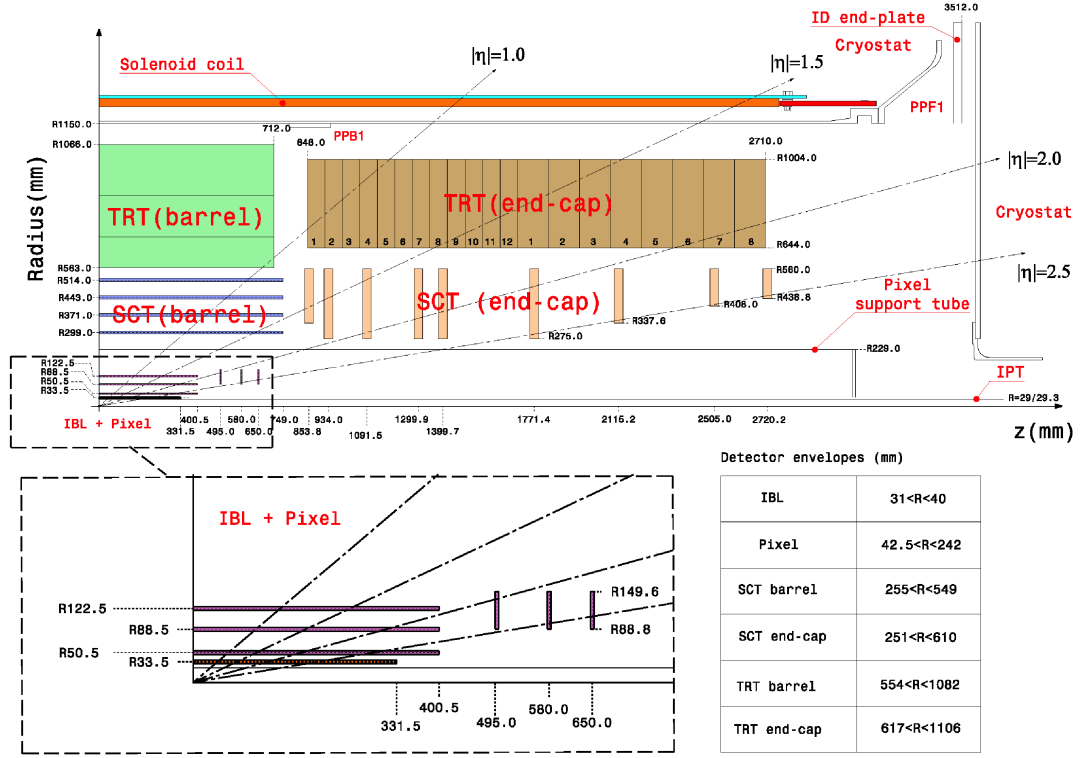 3512.0
ID end-plate
Cryostat
|η|=1.0
|η|=1.5
Solenoid coil
PPF1
R1150.0
712.0
PPB1
848.0
2710.0
R1066.0
R1004.0
|η|=2.0
Radius(mm)
TRT(barrel)
TRT(end-cap)
Cryostat
1 2 3 4 5 6 7 8 9 10 11 12 1 2 3 4 5 6 7 8
R644.0
R563.0
R560.0
|η|=2.5
R514.0
Pixel
support tube
R443.0
SCT(barrel)
SCT (end-cap)
R438.8
R408.0
R371.0
R337.6
R299.0
R275.0
R229.0
R122.5
R88.5
R50.5
R33.5
IPT
R=29/29.3
IBL + Pixel
400.5
580.0
749.0
934.0
1299.9
1771.4
2116.2
2505.0
2720.2
331.5
495.0
650.0
853.8
1091.5
1399.7
z(mm)
IBL + Pixel
R122.5
R149.6
R88.5
R88.8
R50.5
R33.5
400.5
580.0
331.5
495.0
650.0
Detector envelopes (mm)
IBL 31<R<40
Pixel 42.5<R<242
SCT barrel 255<R<549
SCT end-cap 251<R<610
TRT barrel 554<R<1082
TRT end-cap 617<R<1106